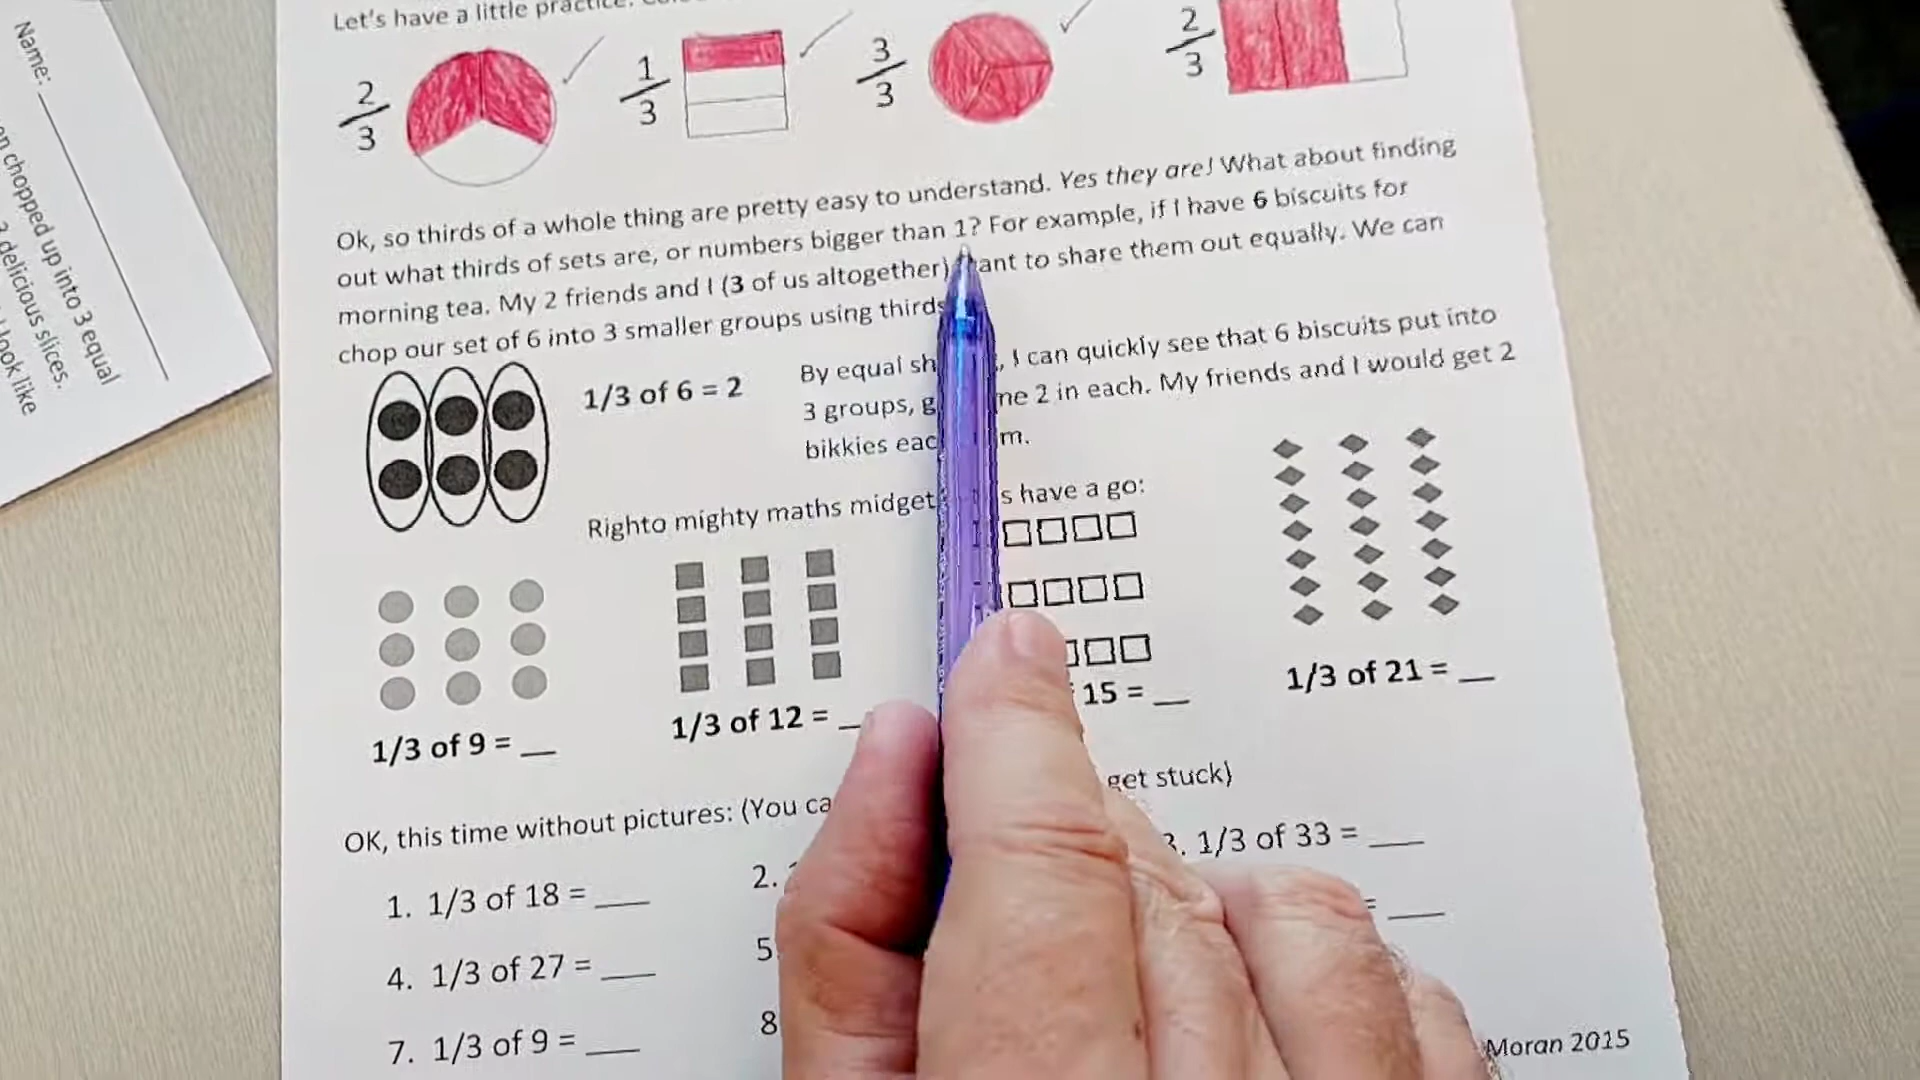 Name:
chopped up into 3 equal
delicious slices.
look like
Let's have a little practice.
2/3
1/3
3/3
2/3
Ok, so thirds of a whole thing are pretty easy to understand. Yes they are! What about finding
out what thirds of sets are, or numbers bigger than 1? For example, if I have 6 biscuits for
morning tea. My 2 friends and I (3 of us altogether) want to share them out equally. We can
chop our set of 6 into 3 smaller groups using thirds
1/3 of 6 = 2
By equal sh , I can quickly see that 6 biscuits put into
3 groups, g me 2 in each. My friends and I would get 2
bikkies eac m.
Righto mighty maths midget s have a go:
1/3 of 9 = __
1/3 of 12 = __
15 = __
1/3 of 21 = __
OK, this time without pictures: (You ca get stuck)
1. 1/3 of 18 = ____
2.
3. 1/3 of 33 = ____
4. 1/3 of 27 = ____
5
= ____
7. 1/3 of 9 = ____
8
Moran 2015